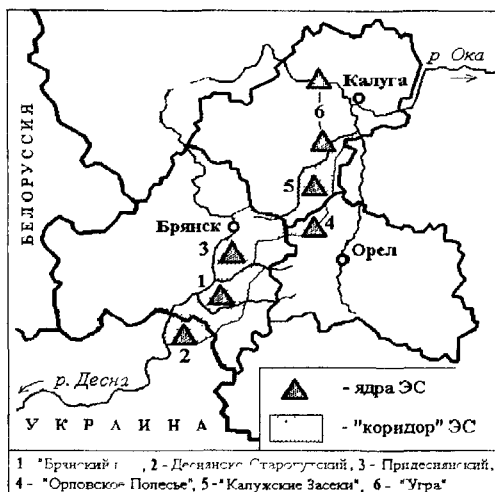 р Ока
Калуга
БЕЛОРУССИЯ
6
5
Брянск
4
3
Орел
1
2
р. Десна
УКРАИНА
- ядра ЭС
- "коридор" ЭС
1 "Брянский , 2 - Деснянско Старогутский, 3 - Придеснянский,
4 - "Орловское Полесье", 5 -"Калужские Засеки", 6 - "Угра"